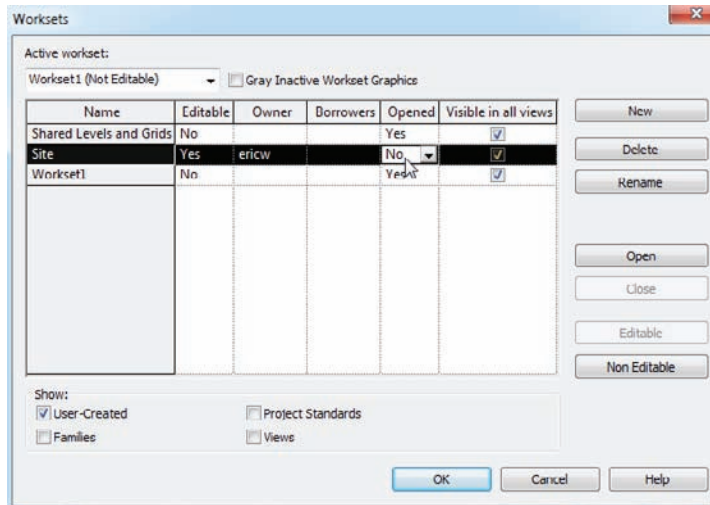 Worksets
Active workset:
Workset1 (Not Editable) Gray Inactive Workset Graphics
Name Editable Owner Borrowers Opened Visible in all views New
Shared Levels and Grids No Yes
Site Yes ericw No Delete
Workset1 No Yes
Rename
Open
Close
Editable
Non Editable
Show:
User-Created Project Standards
Families Views
OK Cancel Help